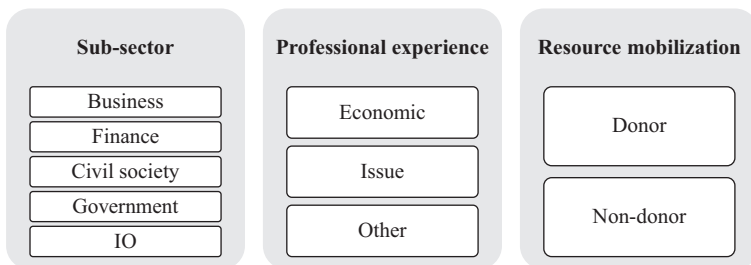 Sub-sector
Business
Finance
Civil society
Government
IO
Professional experience
Economic
Issue
Other
Resource mobilization
Donor
Non-donor